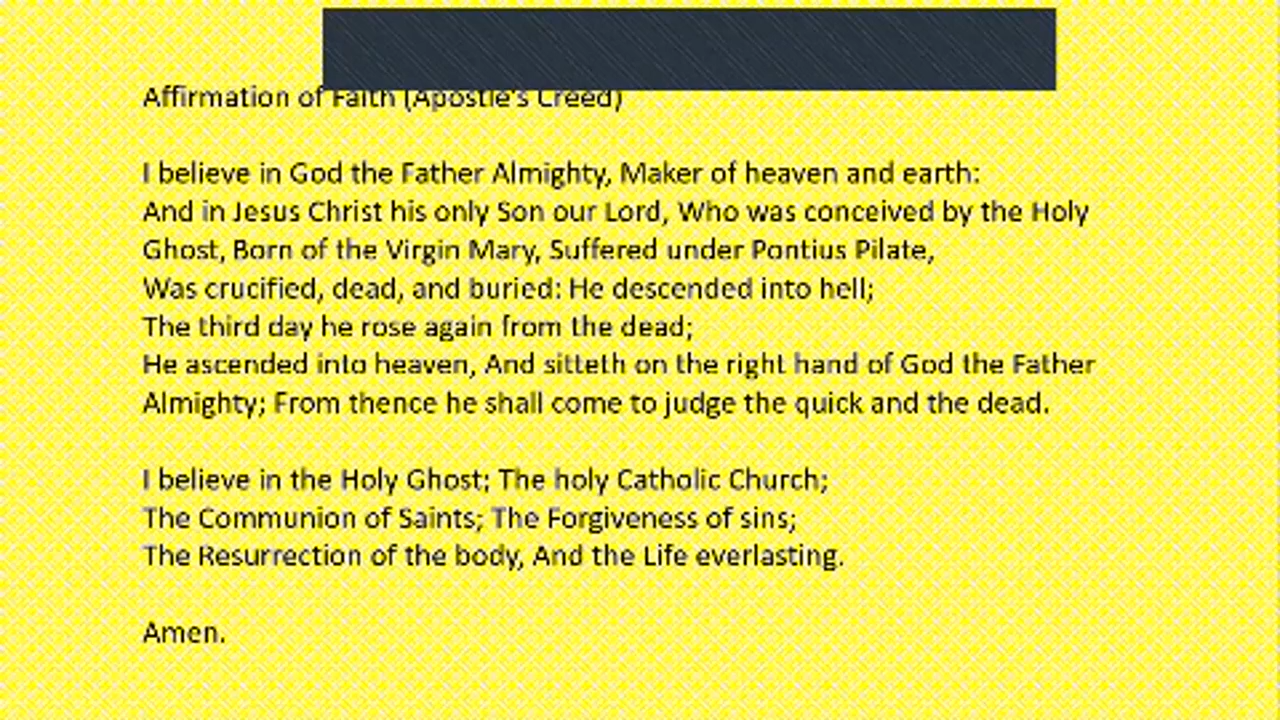 Affirmation of Faith (Apostle's Creed)
I believe in God the Father Almighty, Maker of heaven and earth:
And in Jesus Christ his only Son our Lord, Who was conceived by the Holy
Ghost, Born of the Virgin Mary, Suffered under Pontius Pilate,
Was crucified, dead, and buried: He descended into hell;
The third day he rose again from the dead;
He ascended into heaven, And sitteth on the right hand of God the Father
Almighty; From thence he shall come to judge the quick and the dead.
I believe in the Holy Ghost; The holy Catholic Church;
The Communion of Saints; The Forgiveness of sins;
The Resurrection of the body, And the Life everlasting.
Amen.